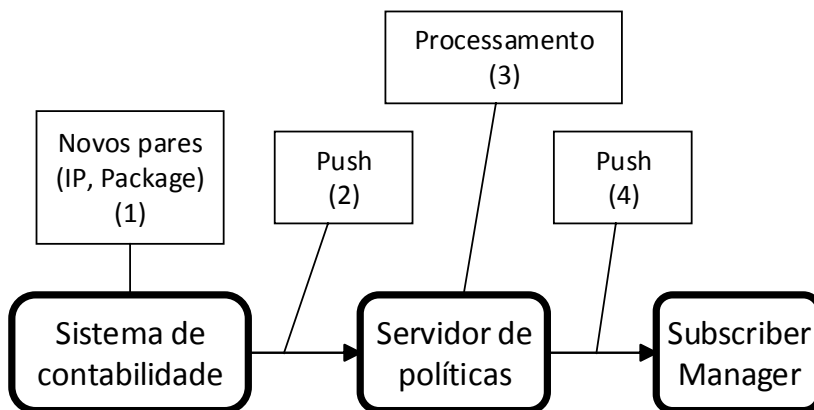 Processamento
(3)
Novos pares
(IP, Package)
(1)
Push
(2)
Push
(4)
Sistema de
contabilidade
Servidor de
políticas
Subscriber
Manager